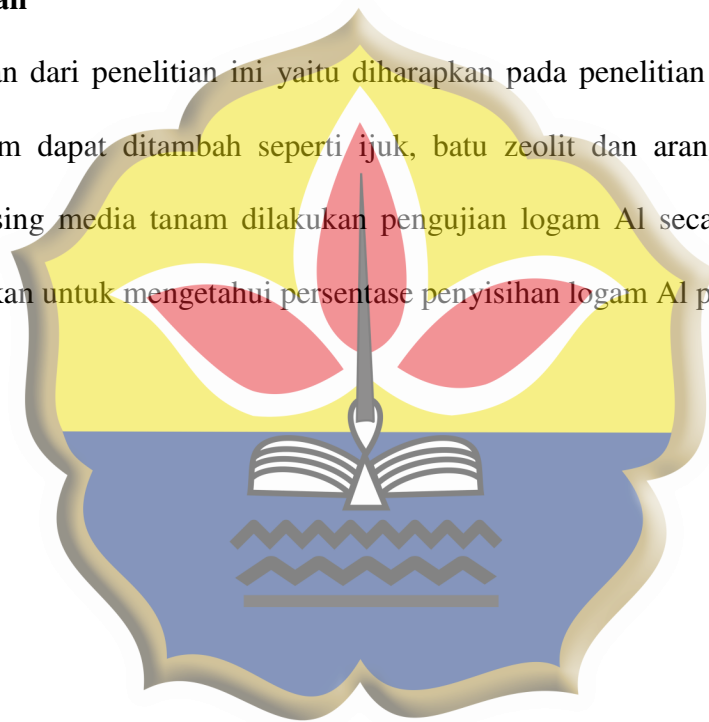 an
an dari penelitian ini yaitu diharapkan pada penelitian
m dapat ditambah seperti ijuk, batu zeolit dan aran
sing media tanam dilakukan pengujian logam Al seca
kan untuk mengetahui persentase penyisihan logam Al p